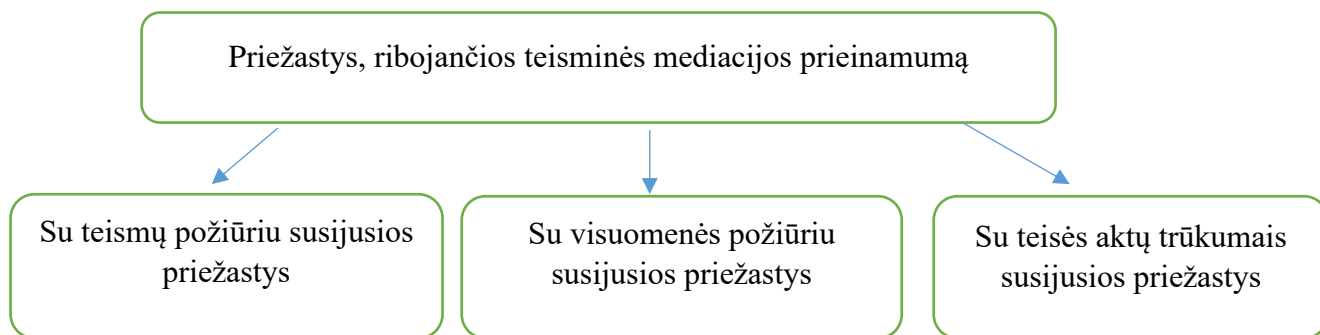 Priežastys, ribojančios teisminės mediacijos prieinamumą
Su teismų požiūriu susijusios
priežastys
Su visuomenės požiūriu
susijusios priežastys
Su teisės aktų trūkumais
susijusios priežastys